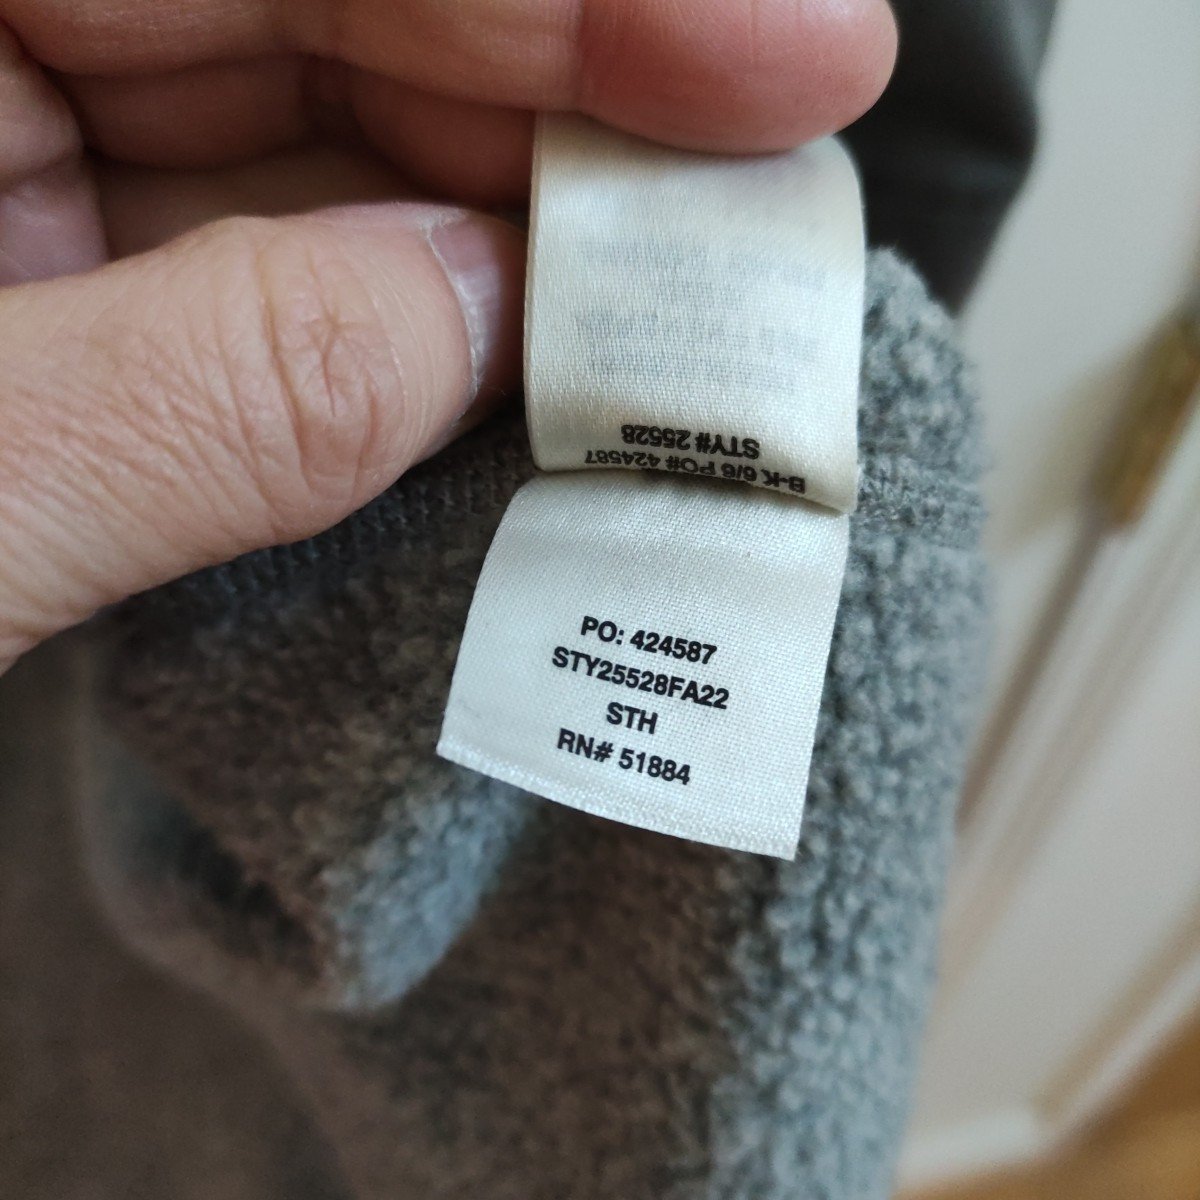 STY# 25528
B-K 6/6 PO# 424587
PO: 424587
STY25528FA22
STH
RN# 51884